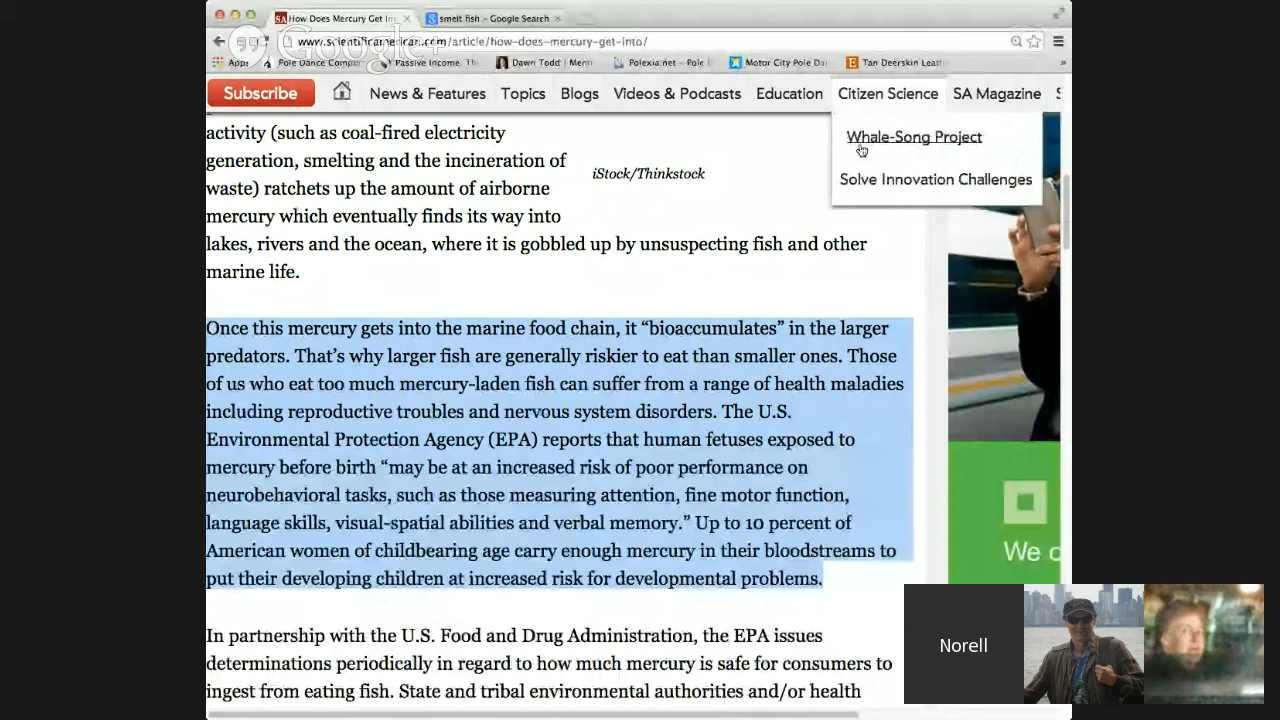 How Does Mercury Get In
smelt fish – Google Search
www.scientificamerican.com/article/how-does-mercury-get-into/
Google+
Apps
Pole Dance Compan
Passive Income, Th
Dawn Todd | Merri
Polexia.net – Pole
Motor City Pole Da
Tan Deerskin Leath
»
Subscribe
News & Features
Topics
Blogs
Videos & Podcasts
Education
Citizen Science
SA Magazine
S
Whale-Song Project
Solve Innovation Challenges
activity (such as coal-fired electricity
generation, smelting and the incineration of
waste) ratchets up the amount of airborne
mercury which eventually finds its way into
lakes, rivers and the ocean, where it is gobbled up by unsuspecting fish and other
marine life.
iStock/Thinkstock
Once this mercury gets into the marine food chain, it “bioaccumulates” in the larger
predators. That’s why larger fish are generally riskier to eat than smaller ones. Those
of us who eat too much mercury-laden fish can suffer from a range of health maladies
including reproductive troubles and nervous system disorders. The U.S.
Environmental Protection Agency (EPA) reports that human fetuses exposed to
mercury before birth “may be at an increased risk of poor performance on
neurobehavioral tasks, such as those measuring attention, fine motor function,
language skills, visual-spatial abilities and verbal memory.” Up to 10 percent of
American women of childbearing age carry enough mercury in their bloodstreams to
put their developing children at increased risk for developmental problems.
In partnership with the U.S. Food and Drug Administration, the EPA issues
determinations periodically in regard to how much mercury is safe for consumers to
ingest from eating fish. State and tribal environmental authorities and/or health
We c
Norell